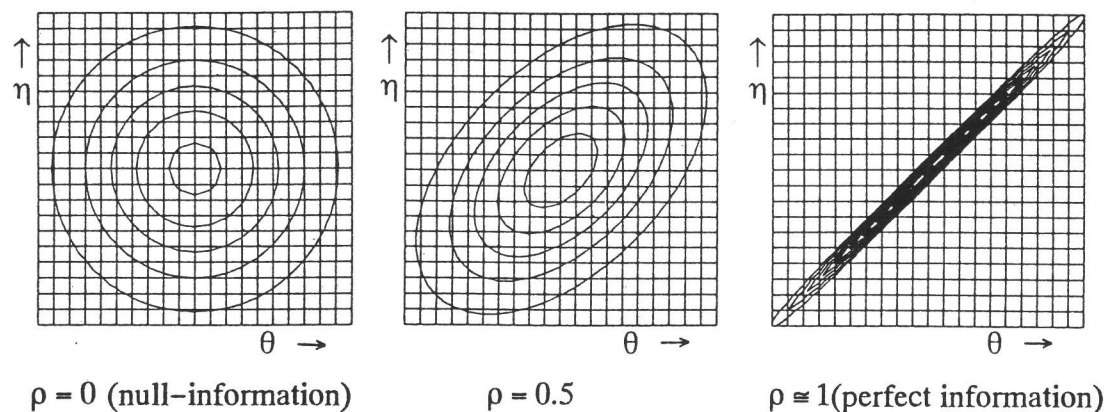 η →
θ →
ρ = 0 (null-information)
η →
θ →
ρ = 0.5
η →
θ →
ρ ≅ 1(perfect information)